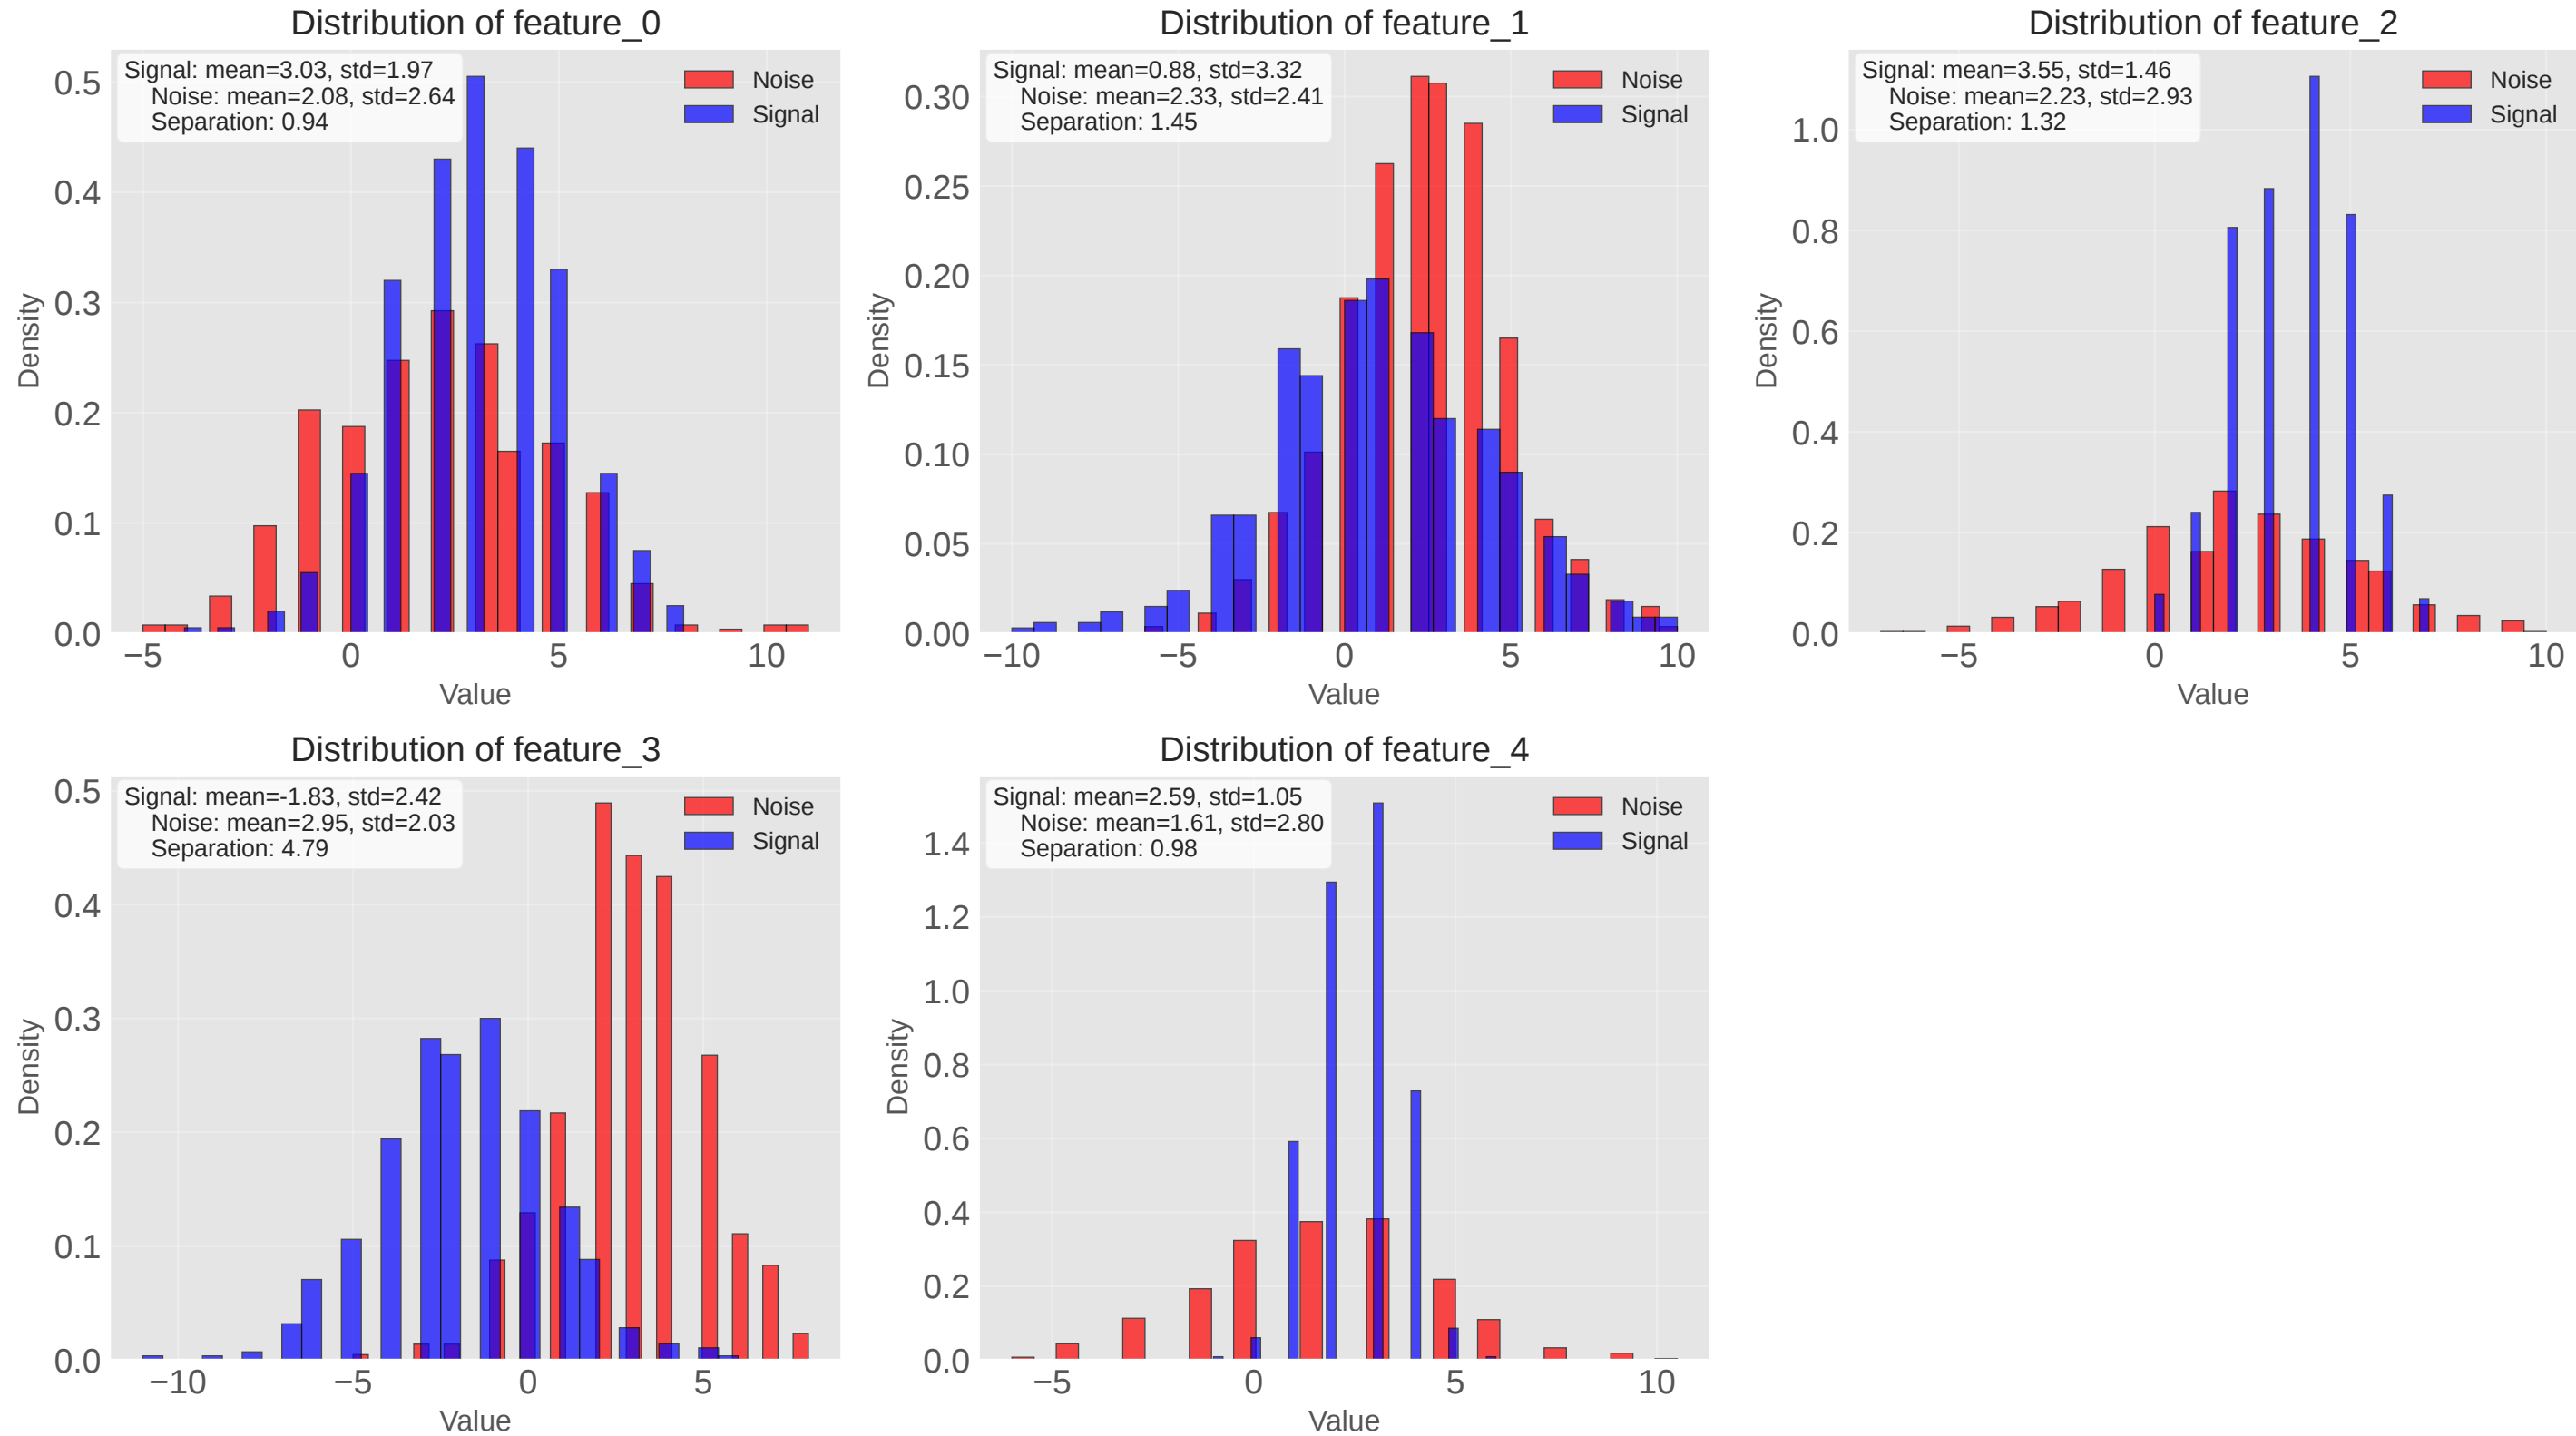 Distribution of feature_0
Signal: mean=3.03, std=1.97
Noise: mean=2.08, std=2.64
Separation: 0.94
Noise
Signal
Density
0.5
0.4
0.3
0.2
0.1
0.0
−5 0 5 10
Value
Distribution of feature_1
Signal: mean=0.88, std=3.32
Noise: mean=2.33, std=2.41
Separation: 1.45
Noise
Signal
Density
0.30
0.25
0.20
0.15
0.10
0.05
0.00
−10 −5 0 5 10
Value
Distribution of feature_2
Signal: mean=3.55, std=1.46
Noise: mean=2.23, std=2.93
Separation: 1.32
Noise
Signal
Density
1.0
0.8
0.6
0.4
0.2
0.0
−5 0 5 10
Value
Distribution of feature_3
Signal: mean=-1.83, std=2.42
Noise: mean=2.95, std=2.03
Separation: 4.79
Noise
Signal
Density
0.5
0.4
0.3
0.2
0.1
0.0
−10 −5 0 5
Value
Distribution of feature_4
Signal: mean=2.59, std=1.05
Noise: mean=1.61, std=2.80
Separation: 0.98
Noise
Signal
Density
1.4
1.2
1.0
0.8
0.6
0.4
0.2
0.0
−5 0 5 10
Value